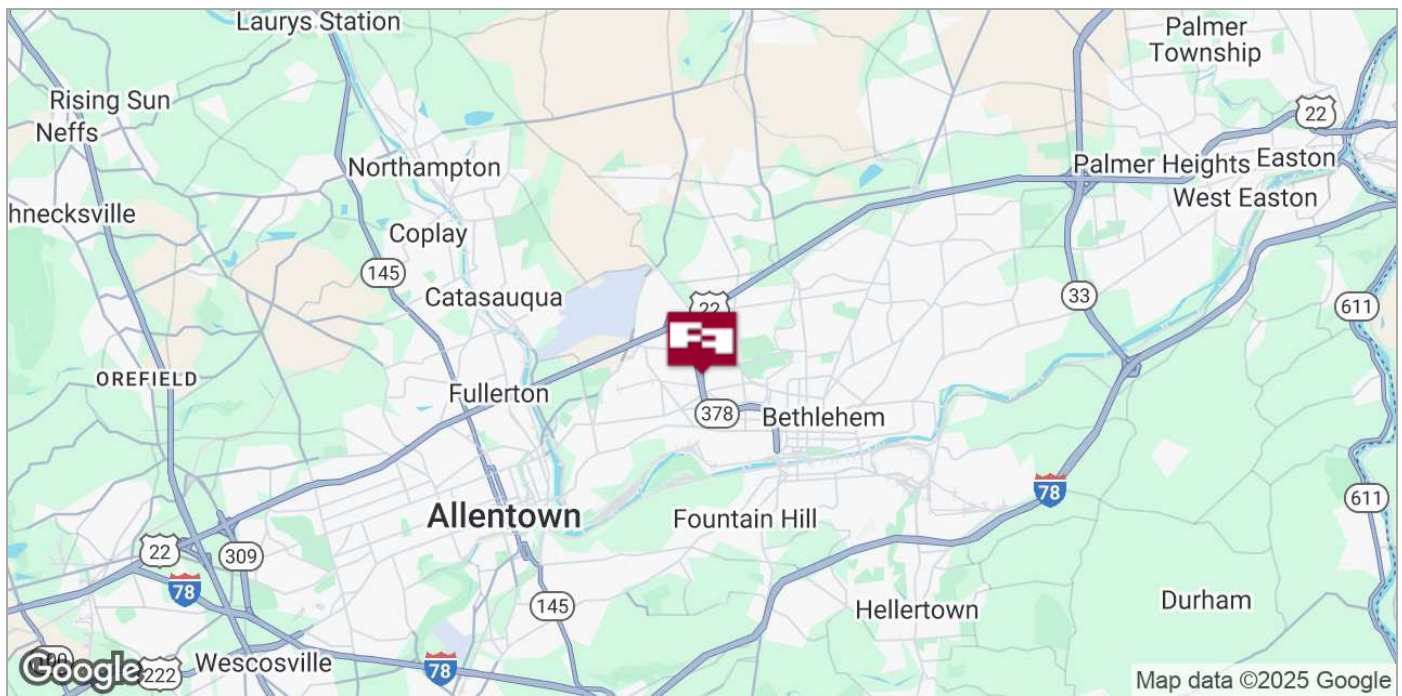 Laurys Station
Palmer
Township
Rising Sun
Neffs
22
Northampton
Palmer Heights
Easton
West Easton
hnecksville
Coplay
145
Catasauqua
22
33
611
OREFIELD
Fullerton
378
Bethlehem
78
611
Allentown
Fountain Hill
22
309
78
145
Hellertown
Durham
Wescosville
78
100
222
Google
Map data ©2025 Google